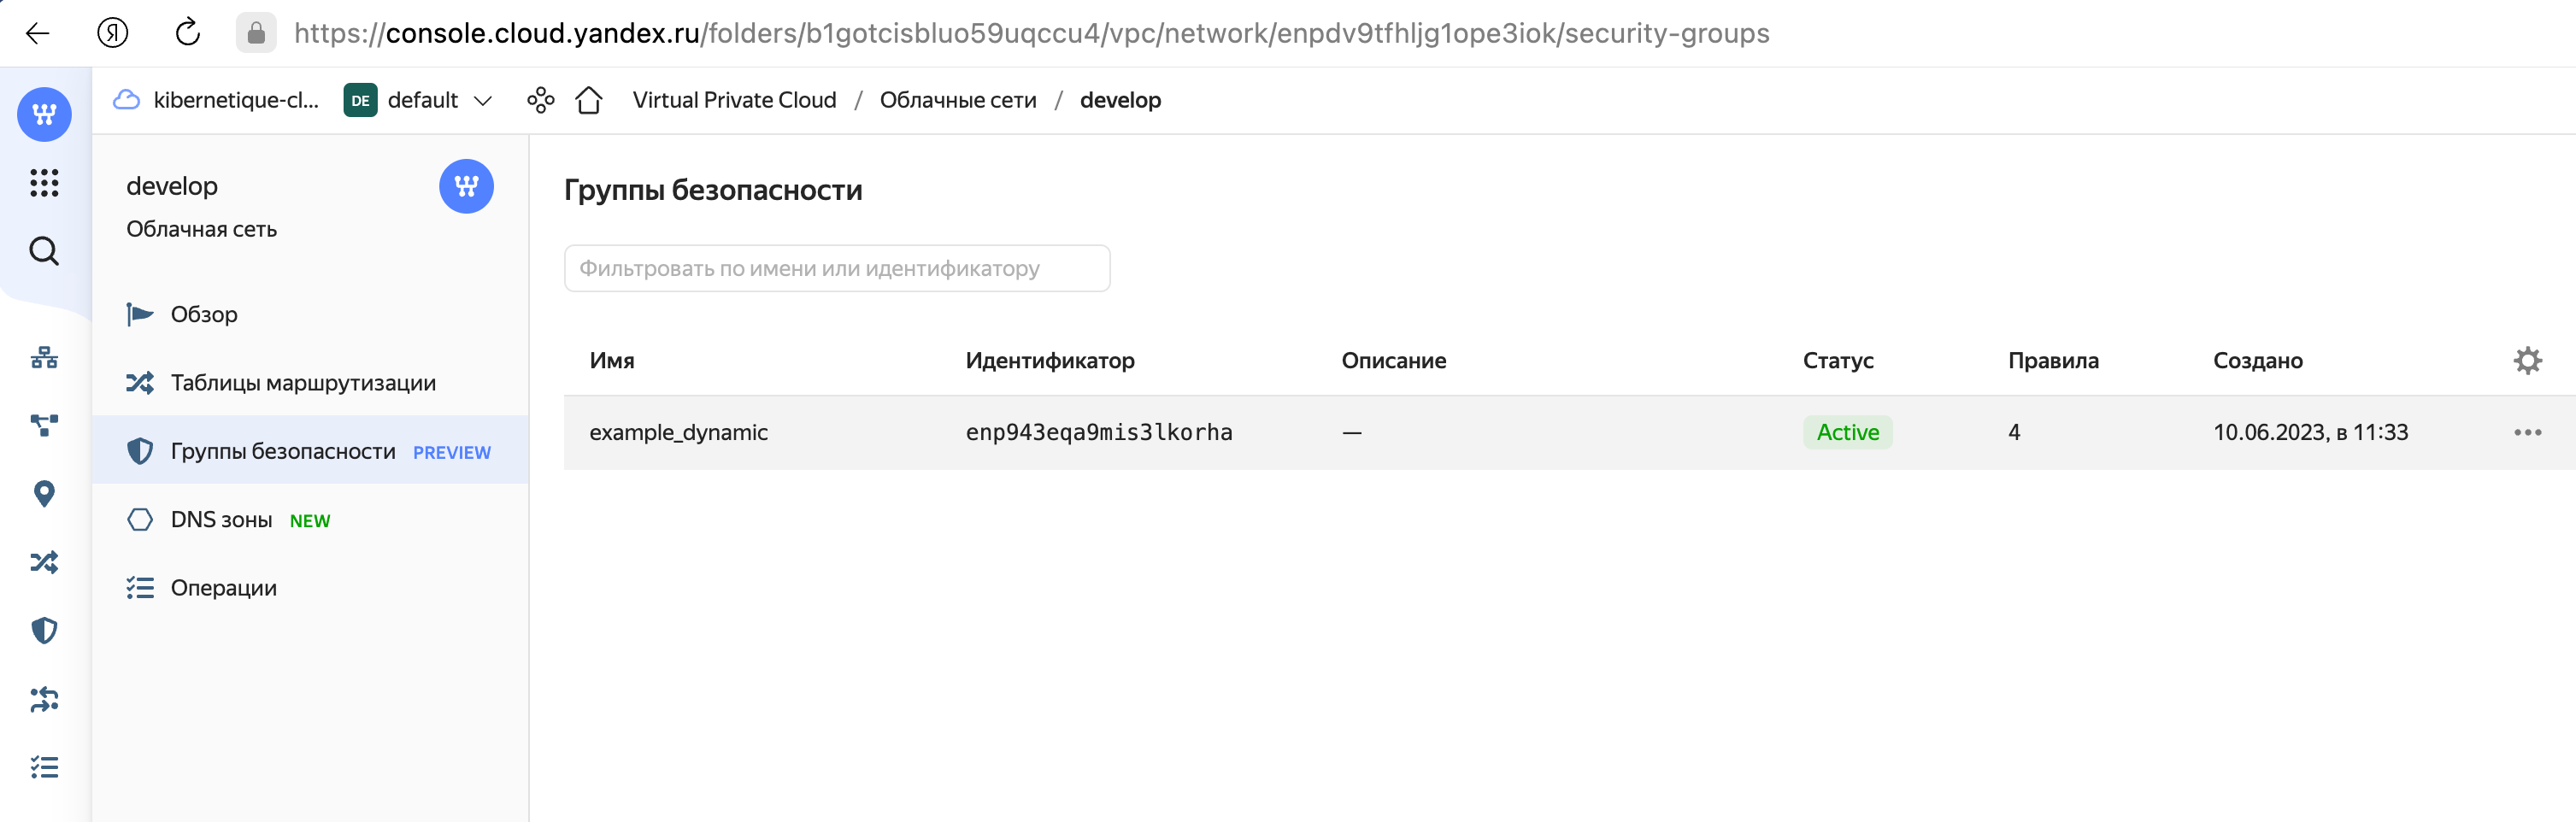 Я
https://console.cloud.yandex.ru/folders/b1gotcisbluo59uqccu4/vpc/network/enpdv9tfhljg1ope3iok/security-groups
kibernetique-cl... DE default Virtual Private Cloud / Облачные сети / develop
develop
Облачная сеть
Обзор
Таблицы маршрутизации
Группы безопасности PREVIEW
DNS зоны NEW
Операции
Группы безопасности
Фильтровать по имени или идентификатору
Имя Идентификатор Описание Статус Правила Создано
example_dynamic enp943eqa9mis3lkorha — Active 4 10.06.2023, в 11:33